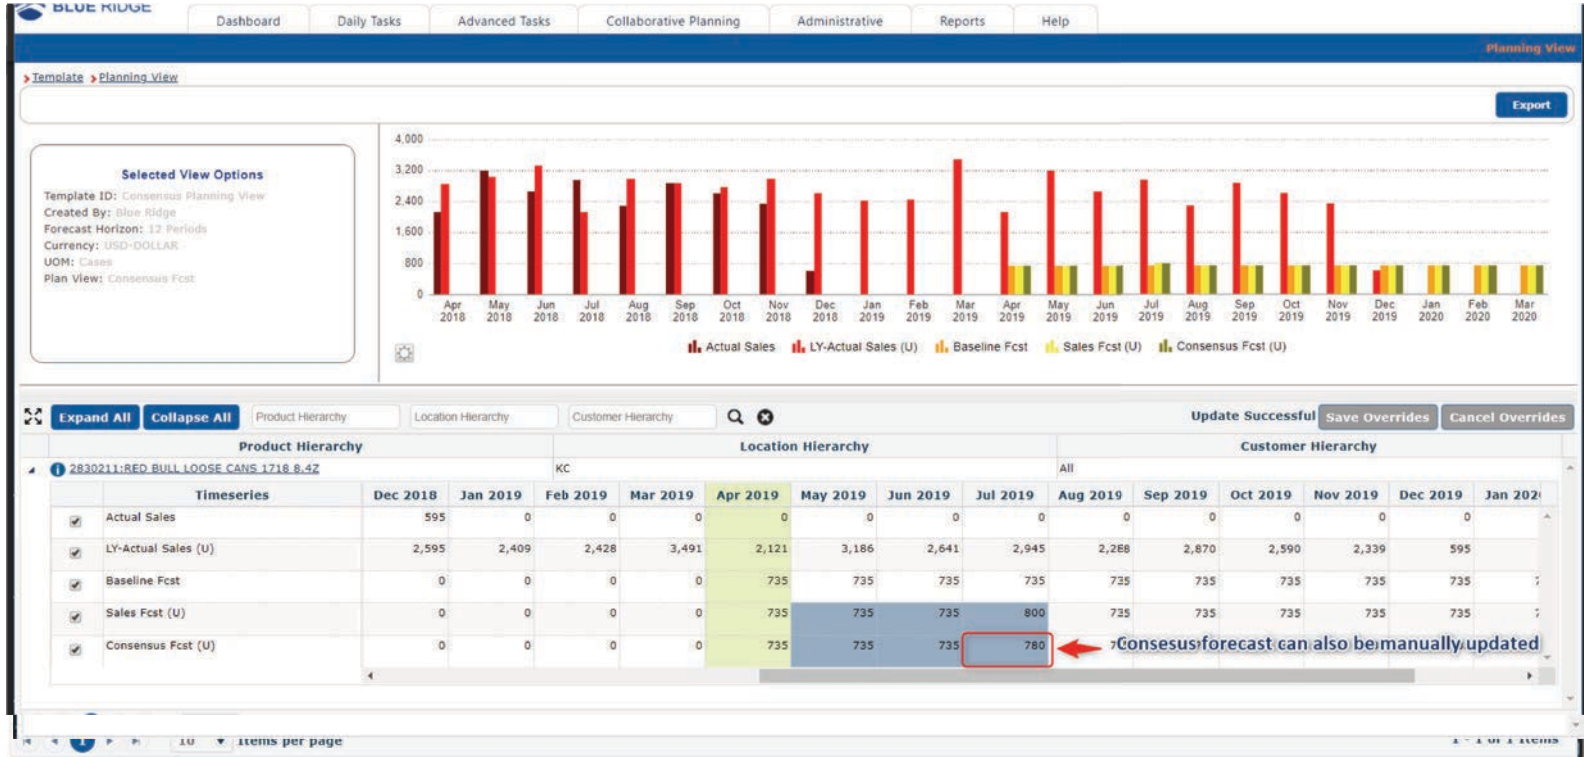 BLUE RIDGE
Dashboard Daily Tasks Advanced Tasks Collaborative Planning Administrative Reports Help
Planning View
Template Planning View
Export
Selected View Options
Template ID: Consensus Planning View
Created By: Blue Ridge
Forecast Horizon: 12 Periods
Currency: USD-DOLLAR
UOM: Cases
Plan View: Consensus Fcst
4,000
3,200
2,400
1,600
800
0
Apr May Jun Jul Aug Sep Oct Nov Dec Jan Feb Mar Apr May Jun Jul Aug Sep Oct Nov Dec Jan Feb Mar
2018 2018 2018 2018 2018 2018 2018 2018 2018 2019 2019 2019 2019 2019 2019 2019 2019 2019 2019 2019 2019 2020 2020 2020
Actual Sales LY-Actual Sales (U) Baseline Fcst Sales Fcst (U) Consensus Fcst (U)
Expand All Collapse All Product Hierarchy Location Hierarchy Customer Hierarchy Update Successful Save Overrides Cancel Overrides
Product Hierarchy Location Hierarchy Customer Hierarchy
2830211:RED BULL LOOSE CANS 1718 8.4Z KC All
Timeseries Dec 2018 Jan 2019 Feb 2019 Mar 2019 Apr 2019 May 2019 Jun 2019 Jul 2019 Aug 2019 Sep 2019 Oct 2019 Nov 2019 Dec 2019 Jan 202
Actual Sales 595 0 0 0 0 0 0 0 0 0 0 0 0
LY-Actual Sales (U) 2,595 2,409 2,428 3,491 2,121 3,186 2,641 2,945 2,288 2,870 2,590 2,339 595
Baseline Fcst 0 0 0 0 735 735 735 735 735 735 735 735 735 7
Sales Fcst (U) 0 0 0 0 735 735 735 800 735 735 735 735 735 7
Consensus Fcst (U) 0 0 0 0 735 735 735 780 Consesus forecast can also be manually updated
1 10 Items per page 1 - 1 of 1 Items